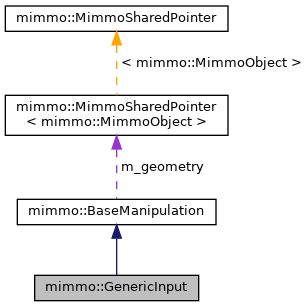 mimmo::MimmoSharedPointer
< mimmo::MimmoObject >
mimmo::MimmoSharedPointer
< mimmo::MimmoObject >
m_geometry
mimmo::BaseManipulation
mimmo::GenericInput